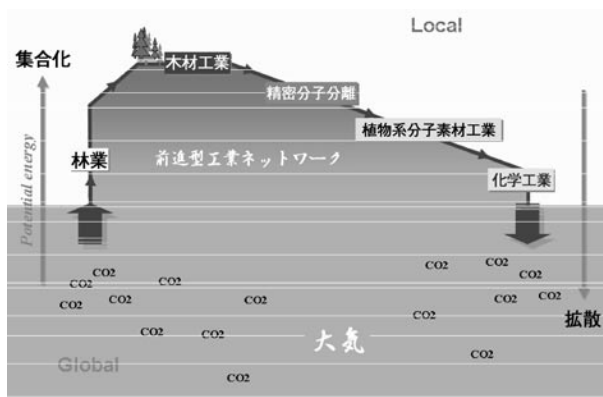 Local
集合化
木材工業
精密分子分離
植物系分子素材工業
林業
前進型工業ネットワーク
化学工業
Potential energy
CO2
CO2
CO2
CO2
CO2
CO2
CO2
CO2
CO2
CO2
CO2
CO2
拡散
CO2
CO2
CO2
大気
CO2
Global
CO2